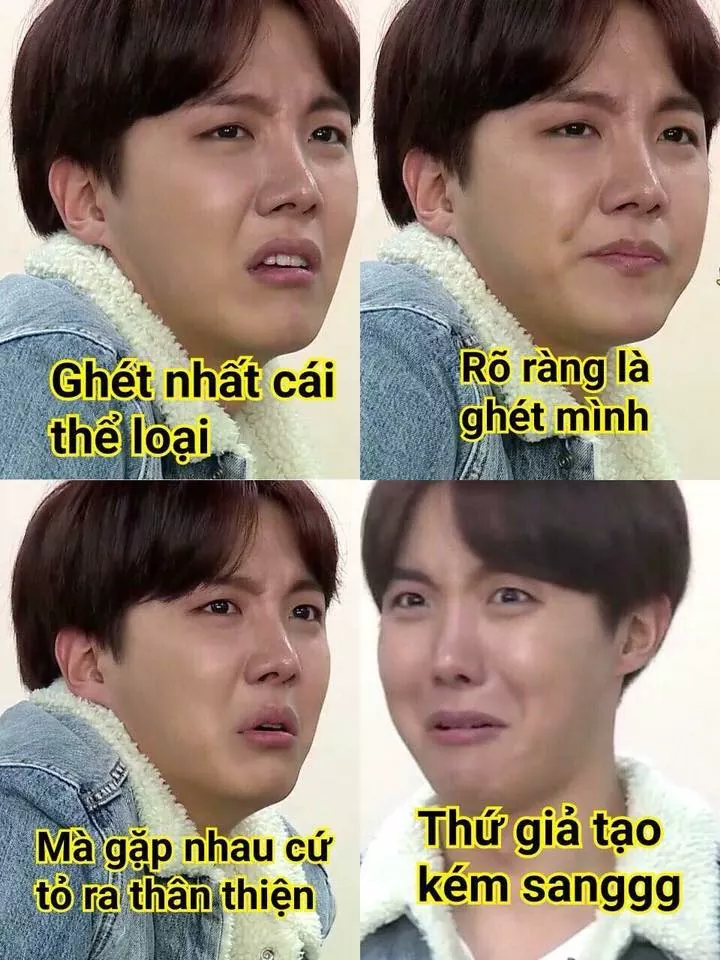 Ghét nhất cái
thể loại
Rõ ràng là
ghét mình
Mà gặp nhau cứ
tỏ ra thân thiện
Thứ giả tạo
kém sanggg